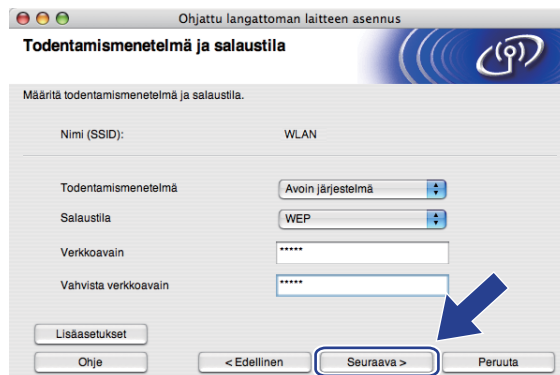 Ohjattu langattoman laitteen asennus
Todentamismenetelmä ja salaustila
Määritä todentamismenetelmä ja salaustila.
Nimi (SSID): WLAN
Todentamismenetelmä Avoin järjestelmä
Salaustila WEP
Verkkoavain *****
Vahvista verkkoavain *****
Lisäasetukset
Ohje < Edellinen Seuraava > Peruuta